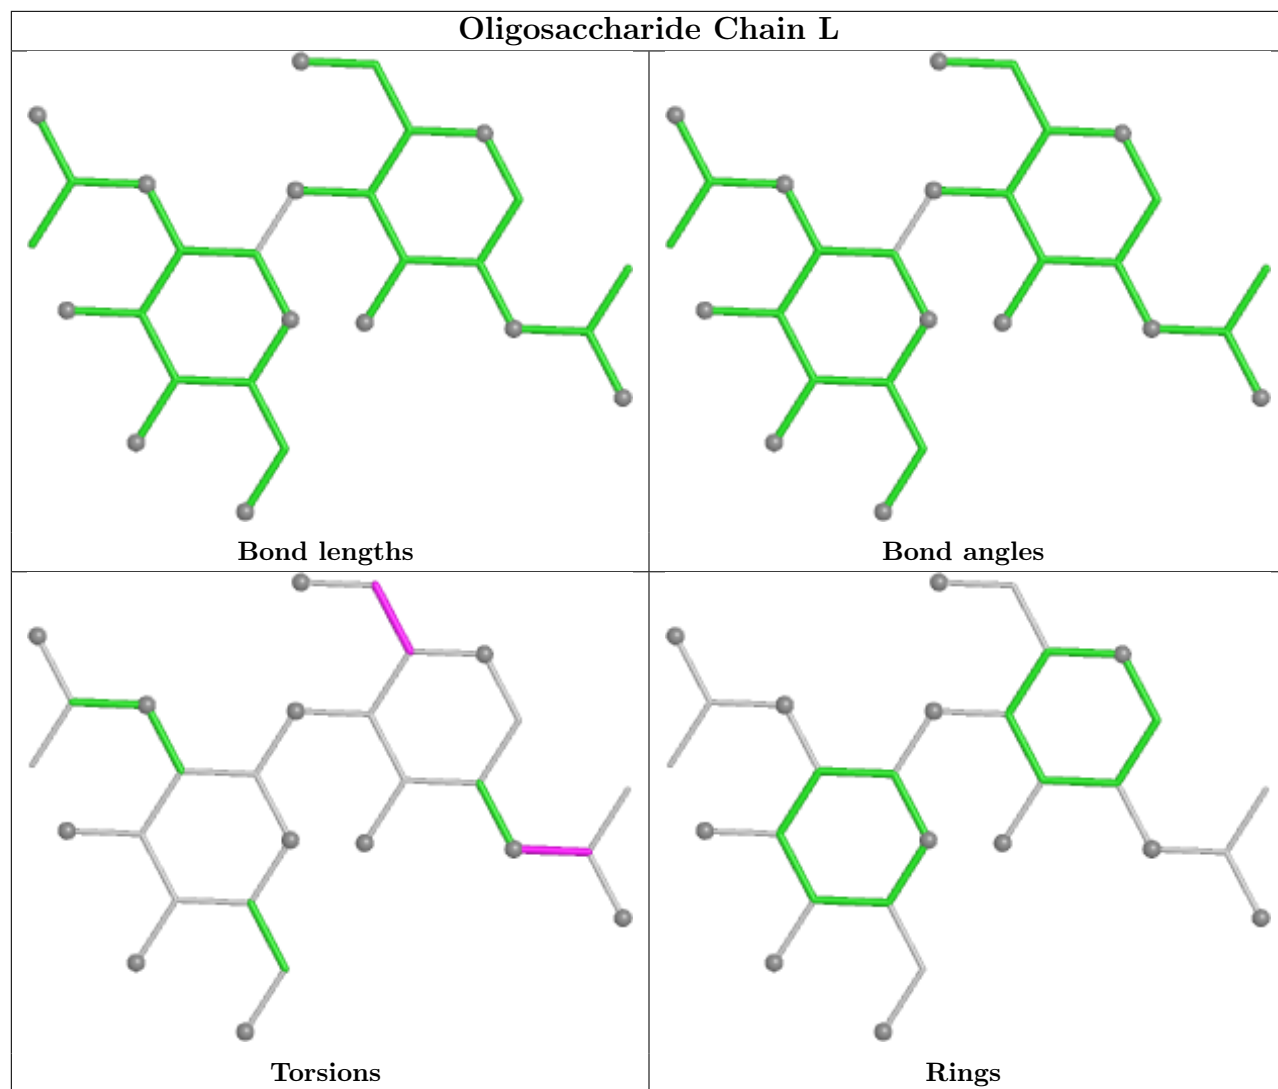 Oligosaccharide Chain L
Bond lengths
Bond angles
Torsions
Rings